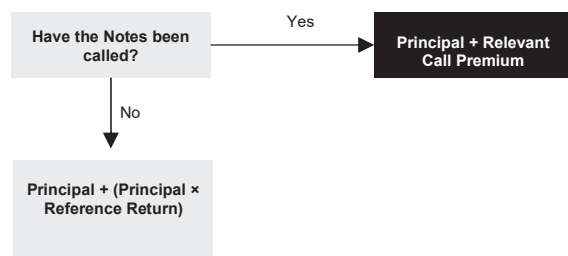 Have the Notes been
called?
Yes
Principal + Relevant
Call Premium
No
Principal + (Principal ×
Reference Return)